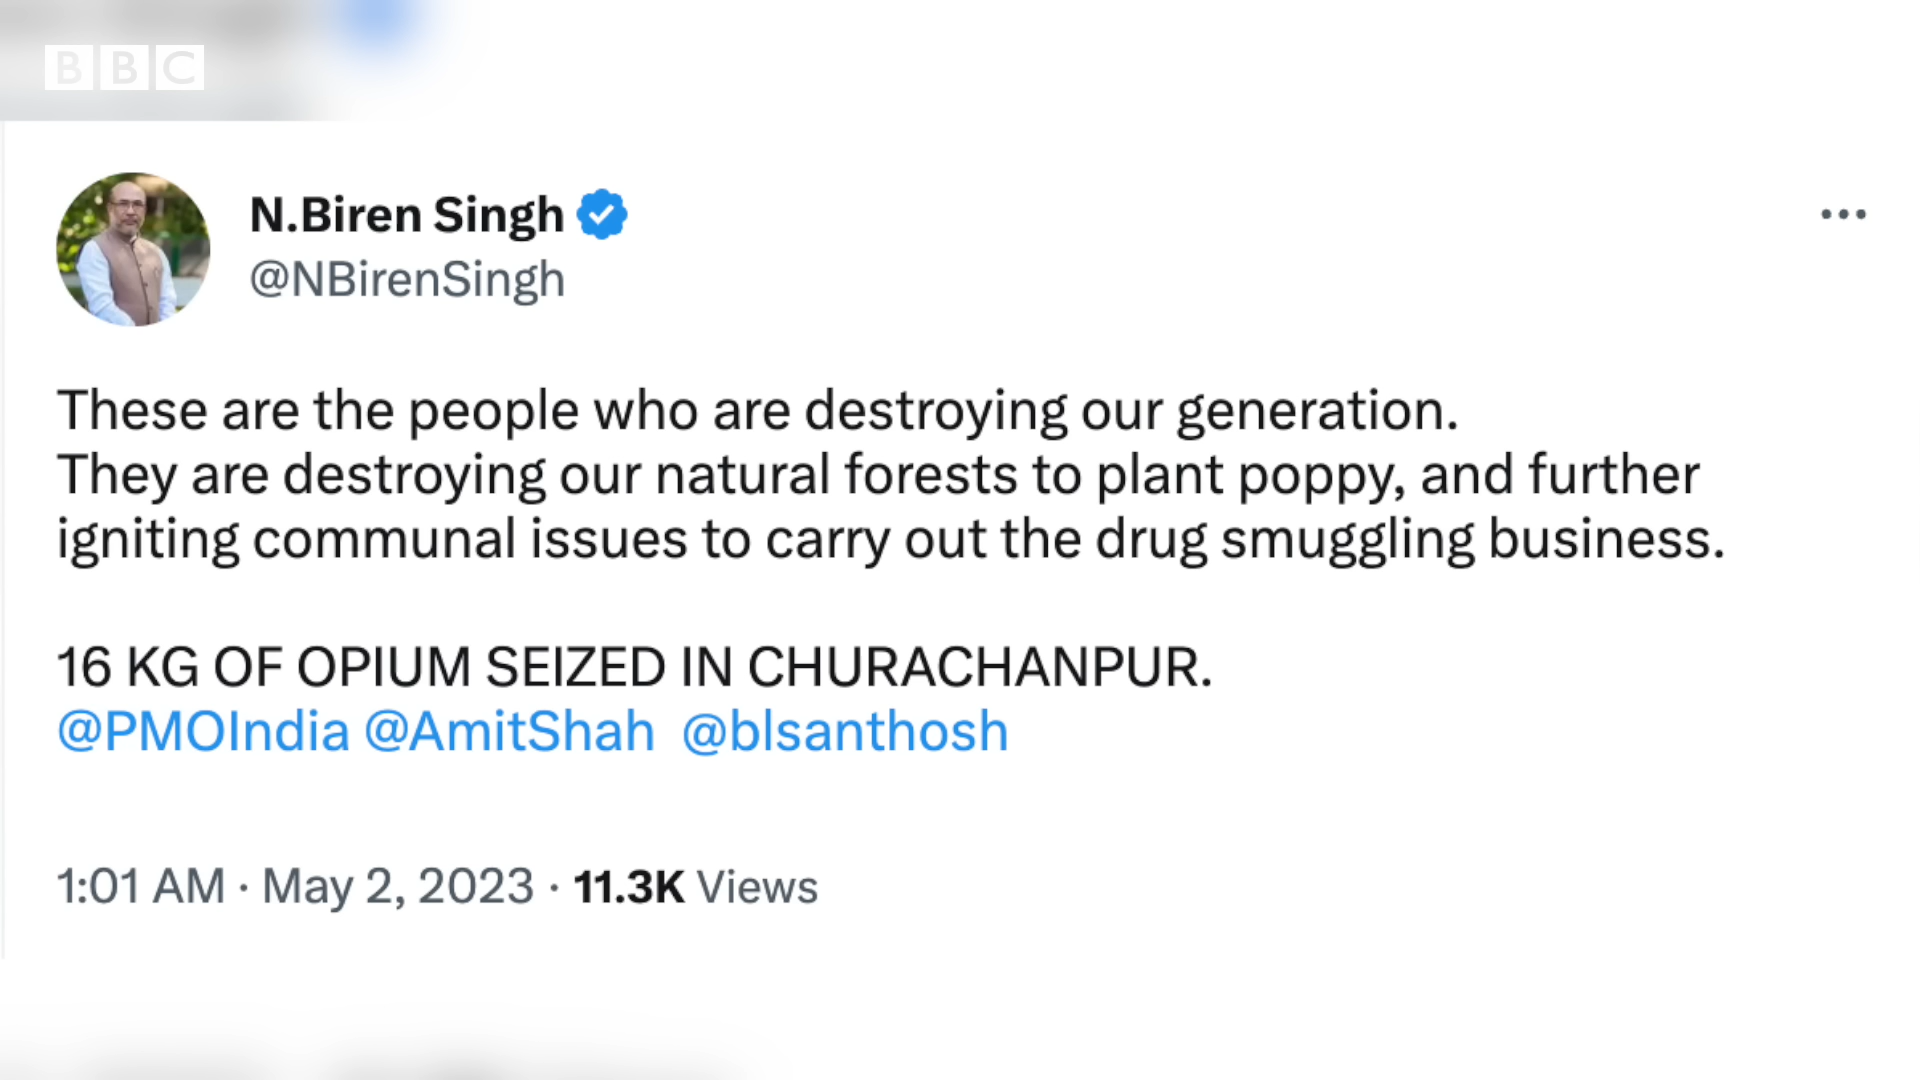 BBC
N.Biren Singh
@NBirenSingh
These are the people who are destroying our generation.
They are destroying our natural forests to plant poppy, and further
igniting communal issues to carry out the drug smuggling business.
16 KG OF OPIUM SEIZED IN CHURACHANPUR.
@PMOIndia @AmitShah @blsanthosh
1:01 AM · May 2, 2023 · 11.3K Views